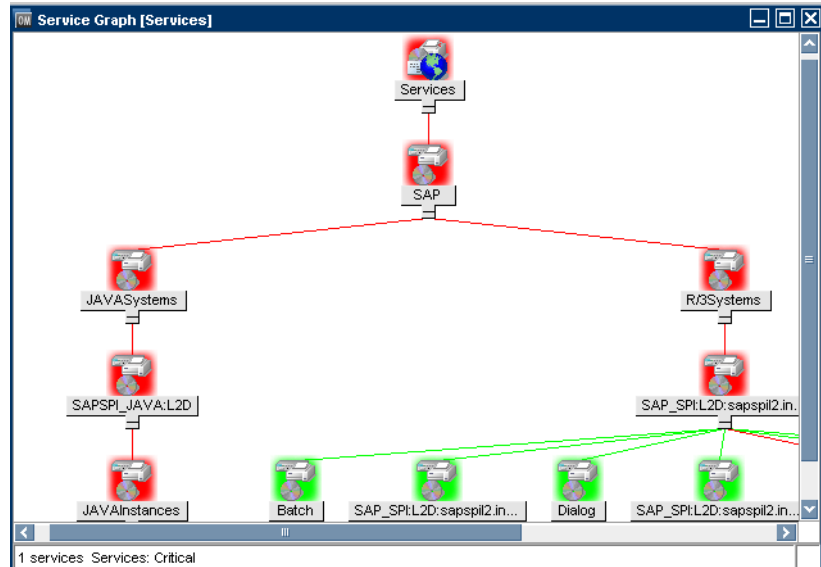 OM Service Graph [Services]
Services
SAP
JAVASystems
R/3Systems
SAPSPI_JAVA:L2D
SAP_SPI:L2D:sapspil2.in...
JAVAInstances
Batch
SAP_SPI:L2D:sapspil2.in...
Dialog
SAP_SPI:L2D:sapspil2.in...
1 services Services: Critical